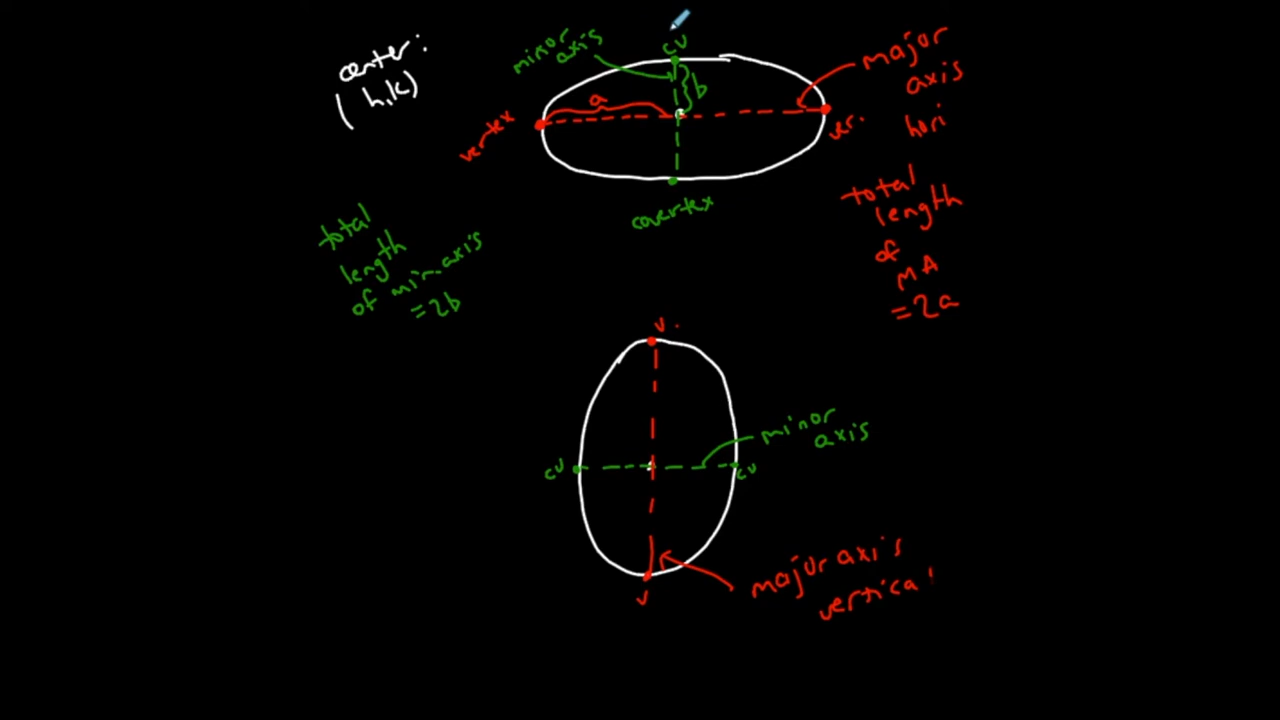 center:
(h,k)
minor
axis
cv
b
a
vertex
ver.
major
axis
hori
covertex
total
length
of min. axis
=2b
total
length
of
MA
=2a
v.
cv
cv
minor
axis
v
major axis
vertical